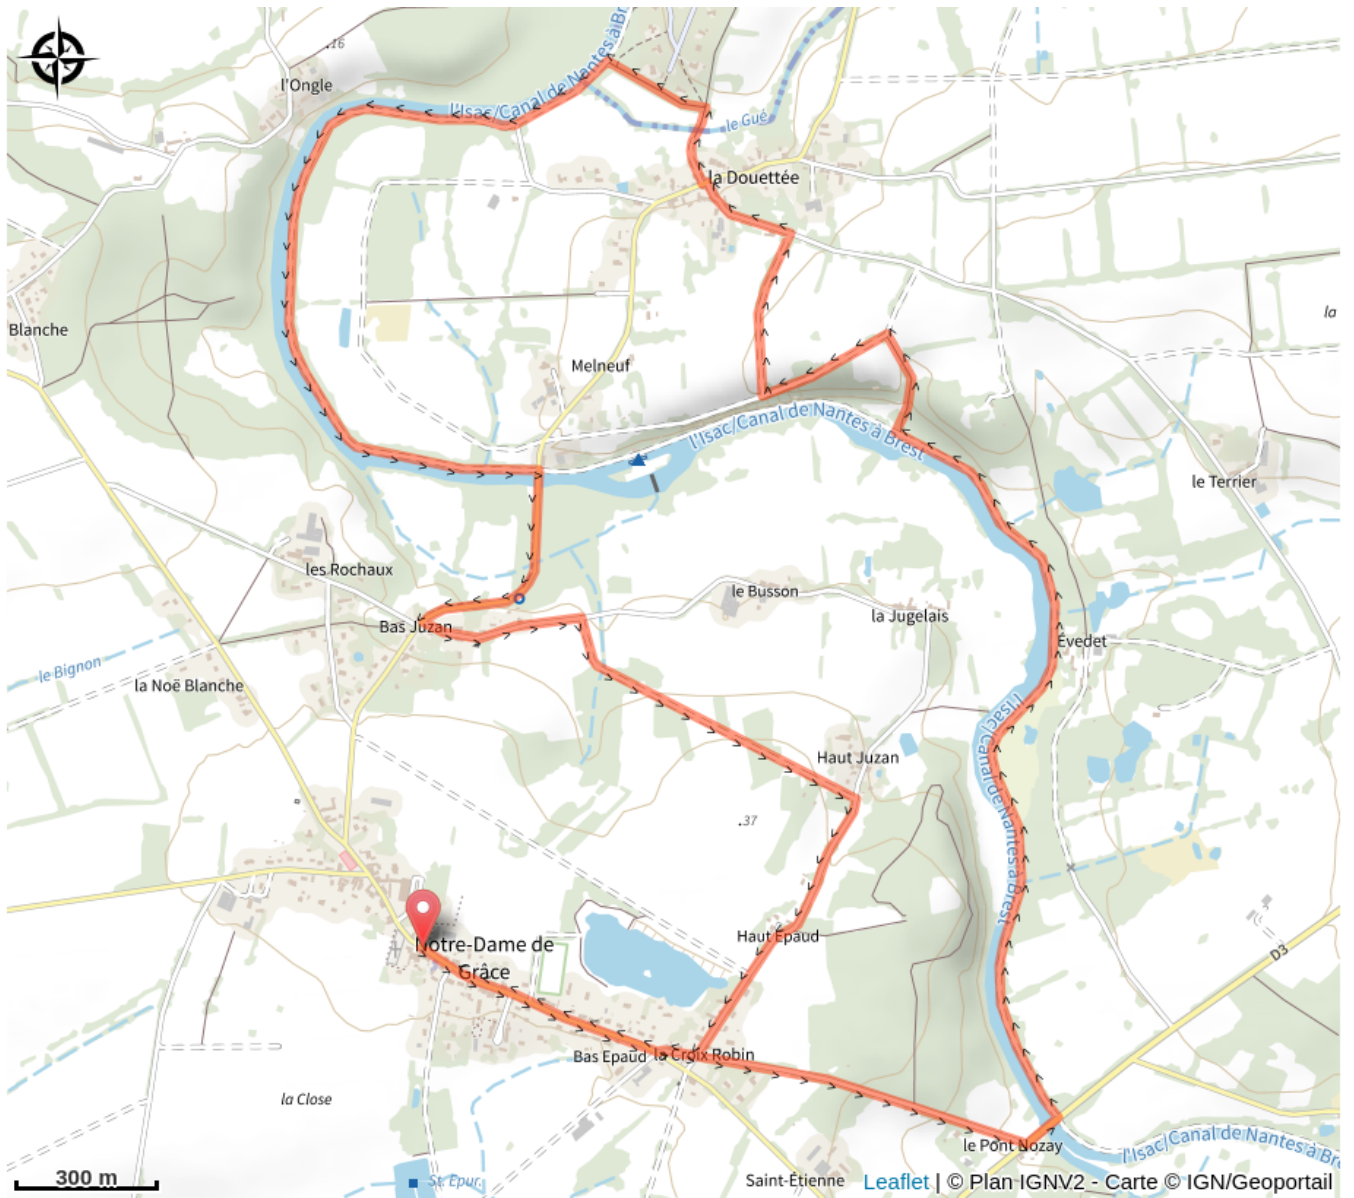 .16
l'Ongle
l'Isac/Canal de Nantes à Br
le Gué
la Douettée
Blanche
la
Melneuf
l'Isac/Canal de Nantes à Brest
le Terrier
les Rochaux
le Busson
la Jugelais
Bas Juzan
Évedet
le Bignon
la Noë Blanche
l'Isac/Canal de Nantes à Brest
Haut Juzan
.37
Haut Épaud
Notre-Dame de
Grâce
D3
Bas Epaud
la Croix Robin
la Close
le Pont Nozay
l'Isac/Canal de Nantes à Bre
300 m
St. Epur.
Saint-Étienne
Leaflet | © Plan IGNV2 - Carte © IGN/Geoportail